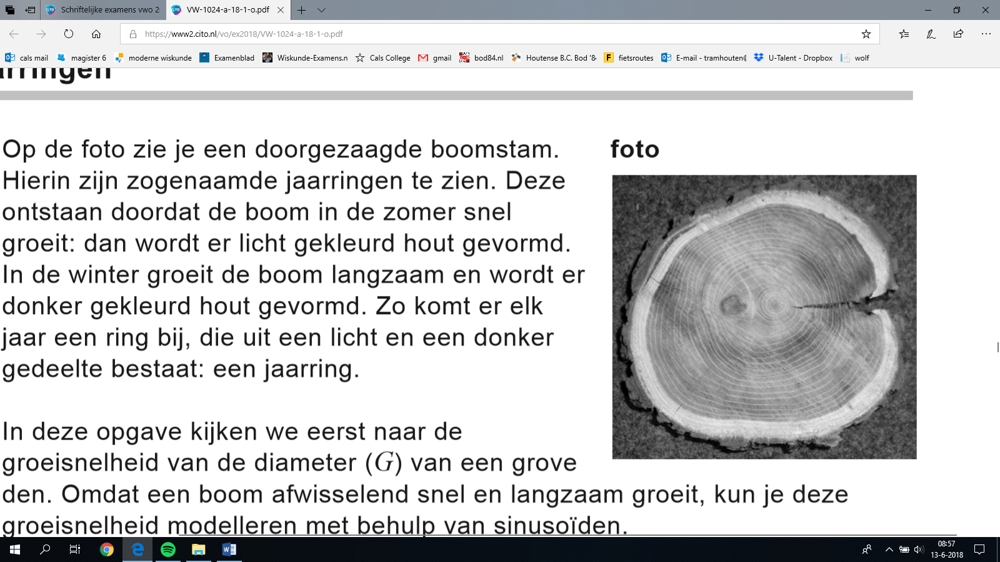 Schriftelijke examens vwo 2
VW-1024-a-18-1-o.pdf
https://www2.cito.nl/vo/ex2018/VW-1024-a-18-1-o.pdf
cals mail
magister 6
moderne wiskunde
Examenblad
Wiskunde-Examens.n
Cals College
gmail
bod84.nl
Houtense B.C. Bod '84
fietsroutes
E-mail - tramhouten@
U-Talent - Dropbox
wolf
arringen
Op de foto zie je een doorgezaagde boomstam.
Hierin zijn zogenaamde jaarringen te zien. Deze
ontstaan doordat de boom in de zomer snel
groeit: dan wordt er licht gekleurd hout gevormd.
In de winter groeit de boom langzaam en wordt er
donker gekleurd hout gevormd. Zo komt er elk
jaar een ring bij, die uit een licht en een donker
gedeelte bestaat: een jaarring.
foto
In deze opgave kijken we eerst naar de
groeisnelheid van de diameter (G) van een grove
den. Omdat een boom afwisselend snel en langzaam groeit, kun je deze
groeisnelheid modelleren met behulp van sinusoïden.
08:57
13-6-2018